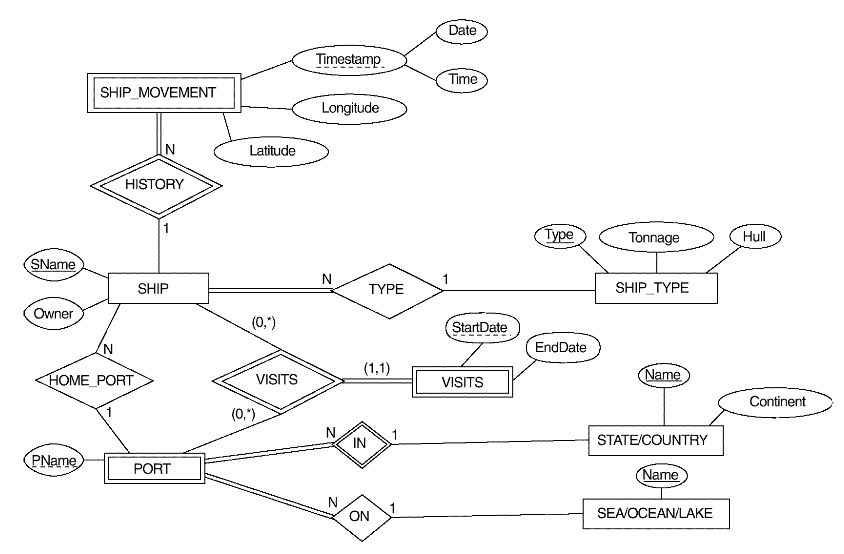 Date
Timestamp
Time
SHIP_MOVEMENT
Longitude
Latitude
N
HISTORY
1
Type
Tonnage
Hull
SName
SHIP
N
TYPE
1
SHIP_TYPE
Owner
(0,*)
StartDate
EndDate
N
HOME_PORT
1
VISITS
(1,1)
VISITS
(0,*)
Name
Continent
N
IN
1
STATE/COUNTRY
PName
PORT
Name
N
ON
1
SEA/OCEAN/LAKE